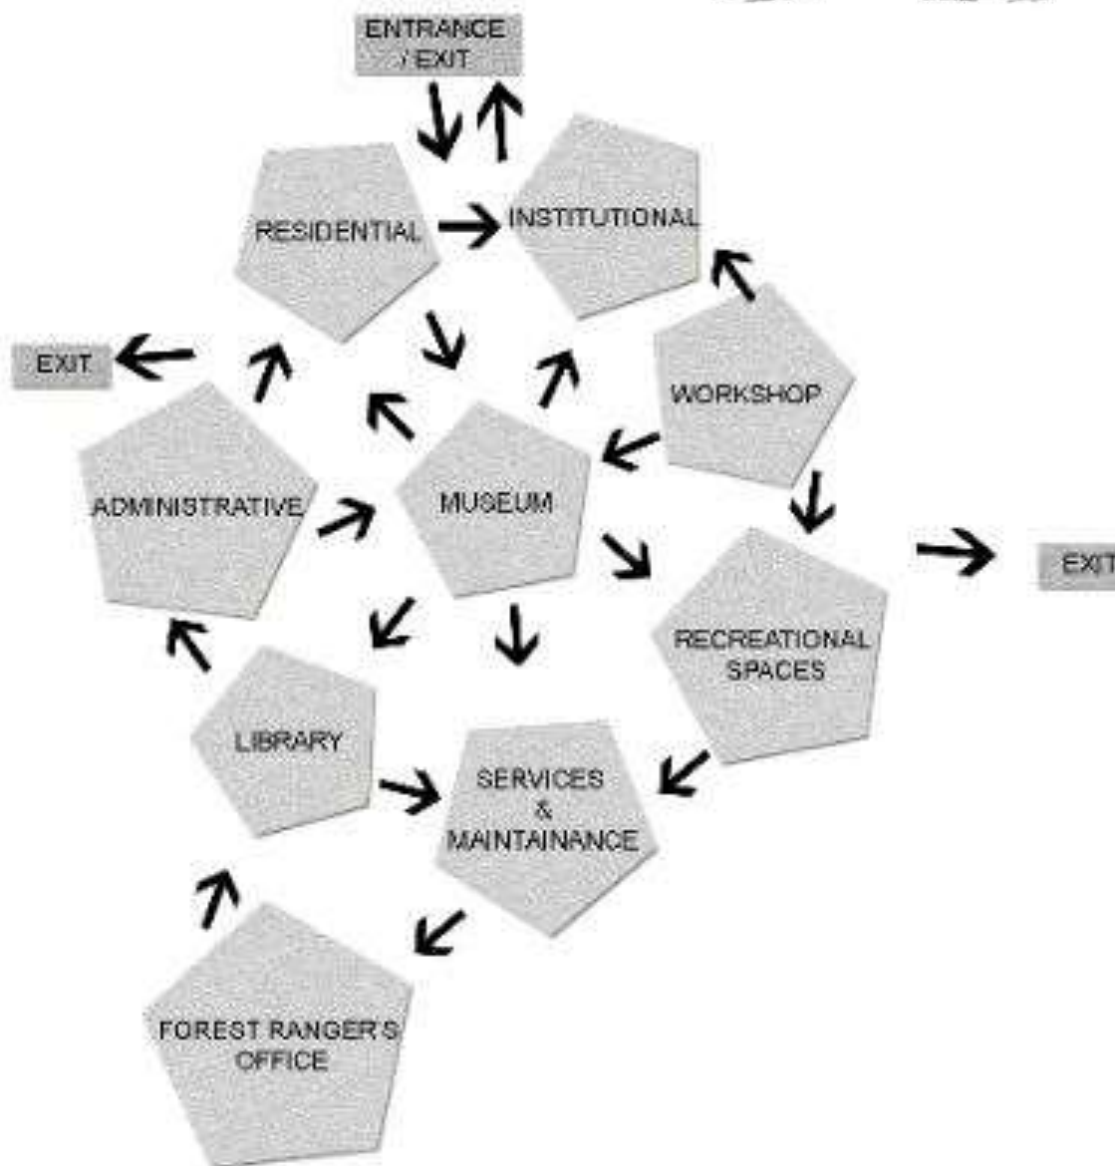 ENTRANCE
/ EXIT
RESIDENTIAL
INSTITUTIONAL
EXIT
WORKSHOP
ADMINISTRATIVE
MUSEUM
EXIT
RECREATIONAL
SPACES
LIBRARY
SERVICES
&
MAINTAINANCE
FOREST RANGER'S
OFFICE